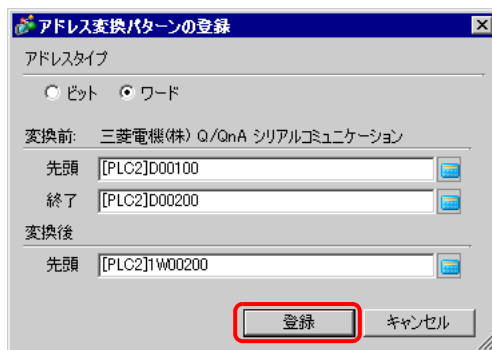 アドレス変換パターンの登録
アドレスタイプ
ビット ワード
変換前: 三菱電機(株) Q/QnA シリアルコミュニケーション
先頭 [PLC2]D00100
終了 [PLC2]D00200
変換後
先頭 [PLC2]1W00200
登録 キャンセル